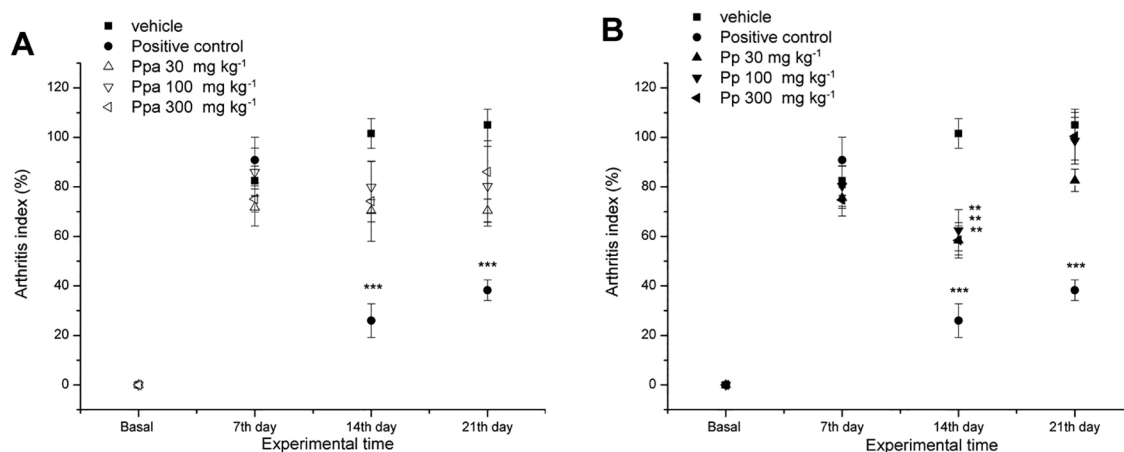 A
vehicle
Positive control
Ppa 30 mg kg⁻¹
Ppa 100 mg kg⁻¹
Ppa 300 mg kg⁻¹
Arthritis index (%)
120
100
80
60
40
20
0
***
***
Basal
7th day
14th day
21th day
Experimental time
B
vehicle
Positive control
Pp 30 mg kg⁻¹
Pp 100 mg kg⁻¹
Pp 300 mg kg⁻¹
Arthritis index (%)
120
100
80
60
40
20
0
**
**
**
***
***
Basal
7th day
14th day
21th day
Experimental time